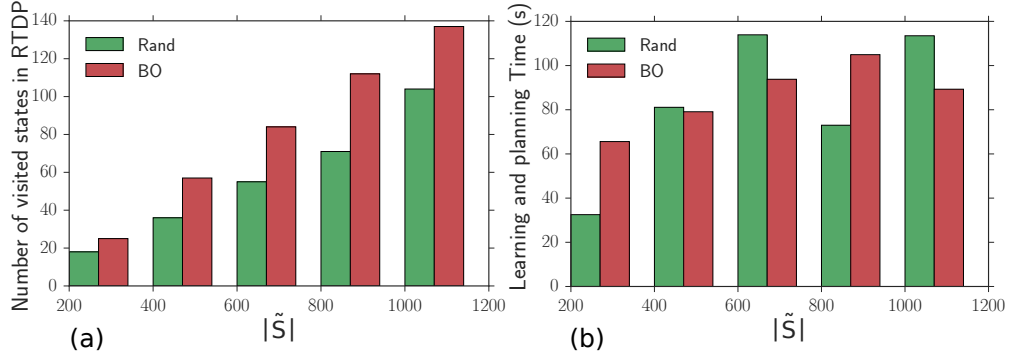 Number of visited states in RTDP
140
120
100
80
60
40
20
0
Rand
BO
200
400
600
800
1000
1200
|S̃|
(a)
Learning and planning Time (s)
120
100
80
60
40
20
0
Rand
BO
200
400
600
800
1000
1200
|S̃|
(b)